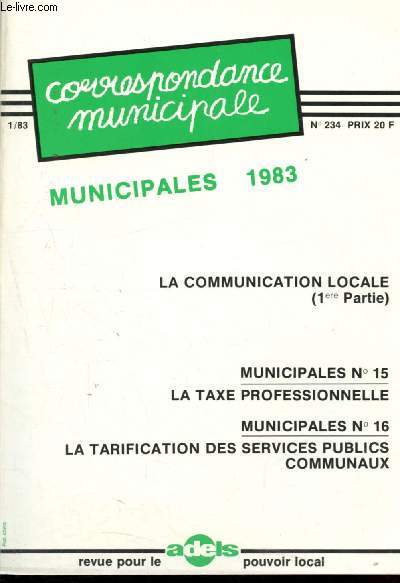 Le-livre.com
correspondance
municipale
1/83
N° 234 PRIX 20 F
MUNICIPALES 1983
LA COMMUNICATION LOCALE
(1ère Partie)
MUNICIPALES N° 15
LA TAXE PROFESSIONNELLE
MUNICIPALES N° 16
LA TARIFICATION DES SERVICES PUBLICS
COMMUNAUX
revue pour le adels pouvoir local